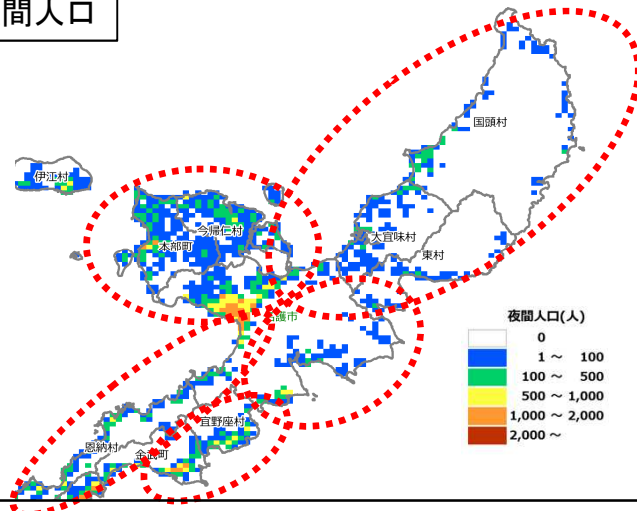 間人口
国頭村
伊江村
今帰仁村
本部町
大宜味村
東村
名護市
宜野座村
恩納村
金武町
夜間人口(人)
0
1 ～ 100
100 ～ 500
500 ～ 1,000
1,000 ～ 2,000
2,000 ～